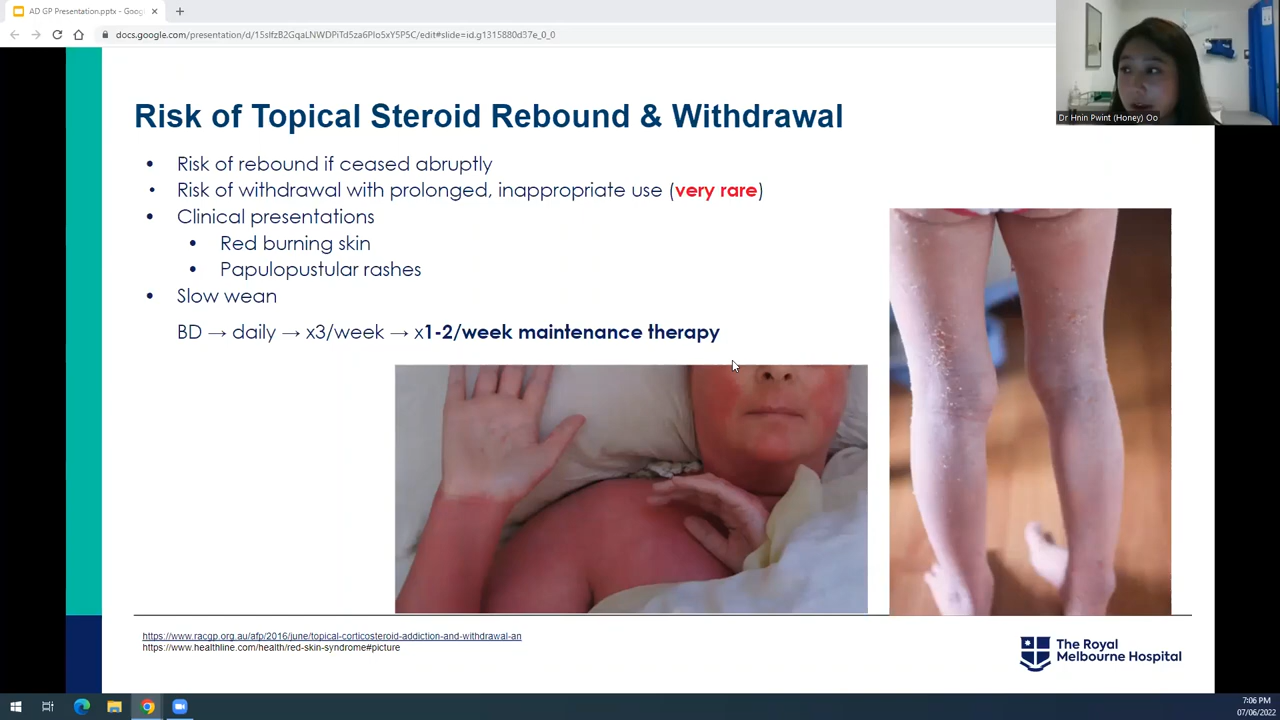 AD GP Presentation.pptx - Goog
docs.google.com/presentation/d/15slfzB2GqaLNWDPiTd5za6PIo5xY5P5C/edit#slide=id.g1315880d37e_0_0
Dr Hnin Pwint (Honey) Oo
Risk of Topical Steroid Rebound & Withdrawal
• Risk of rebound if ceased abruptly
• Risk of withdrawal with prolonged, inappropriate use (very rare)
• Clinical presentations
• Red burning skin
• Papulopustular rashes
• Slow wean
BD → daily → x3/week → x1-2/week maintenance therapy
https://www.racgp.org.au/afp/2016/june/topical-corticosteroid-addiction-and-withdrawal-an
https://www.healthline.com/health/red-skin-syndrome#picture
The Royal
Melbourne Hospital
7:06 PM
07/06/2022